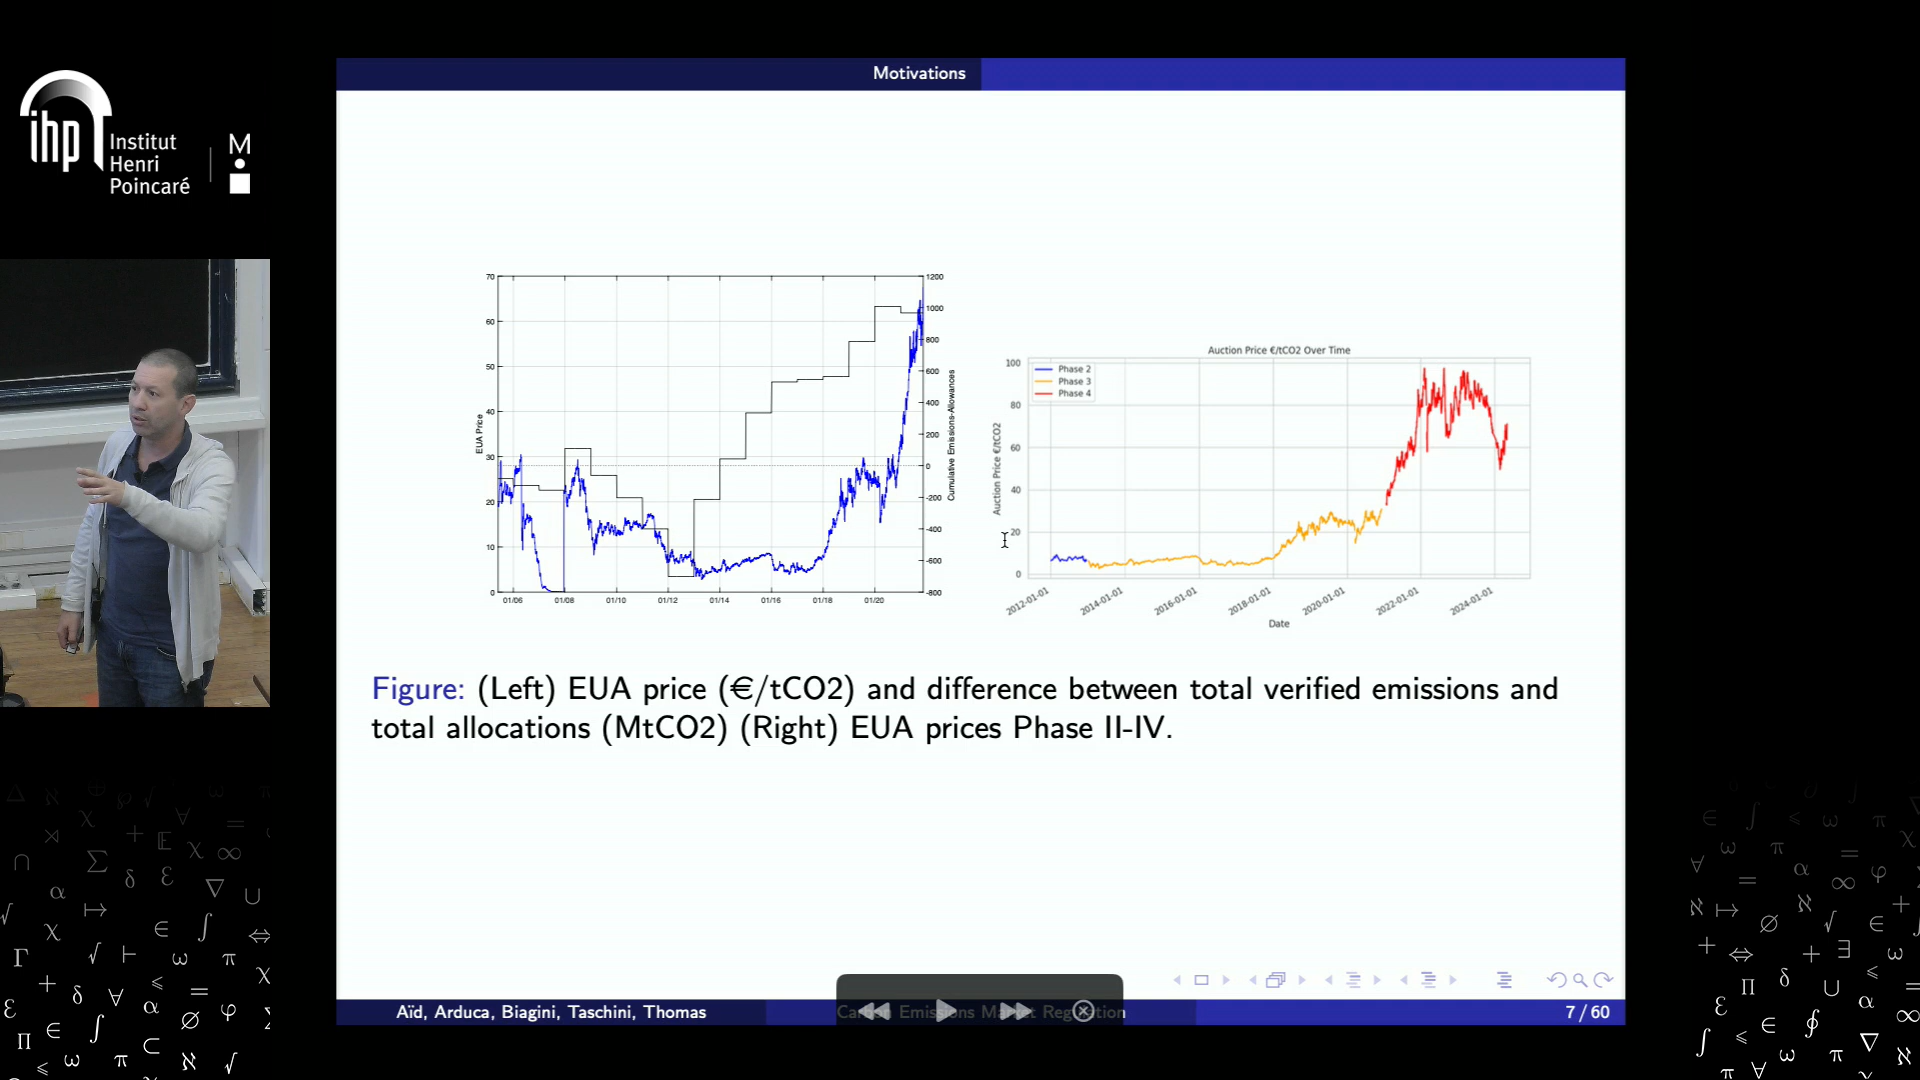 ihp
Institut
Henri
Poincaré
M
Motivations
70
60
50
40
30
20
10
0
EUA Price
1200
1000
800
600
400
200
0
-200
-400
-600
-800
Cumulative Emissions-Allowances
01/06 01/08 01/10 01/12 01/14 01/16 01/18 01/20
Auction Price €/tCO2 Over Time
Phase 2
Phase 3
Phase 4
100
80
60
40
20
0
Auction Price €/tCO2
2012-01-01 2014-01-01 2016-01-01 2018-01-01 2020-01-01 2022-01-01 2024-01-01
Date
Figure: (Left) EUA price (€/tCO2) and difference between total verified emissions and
total allocations (MtCO2) (Right) EUA prices Phase II-IV.
Aïd, Arduca, Biagini, Taschini, Thomas
Emissions
7 / 60